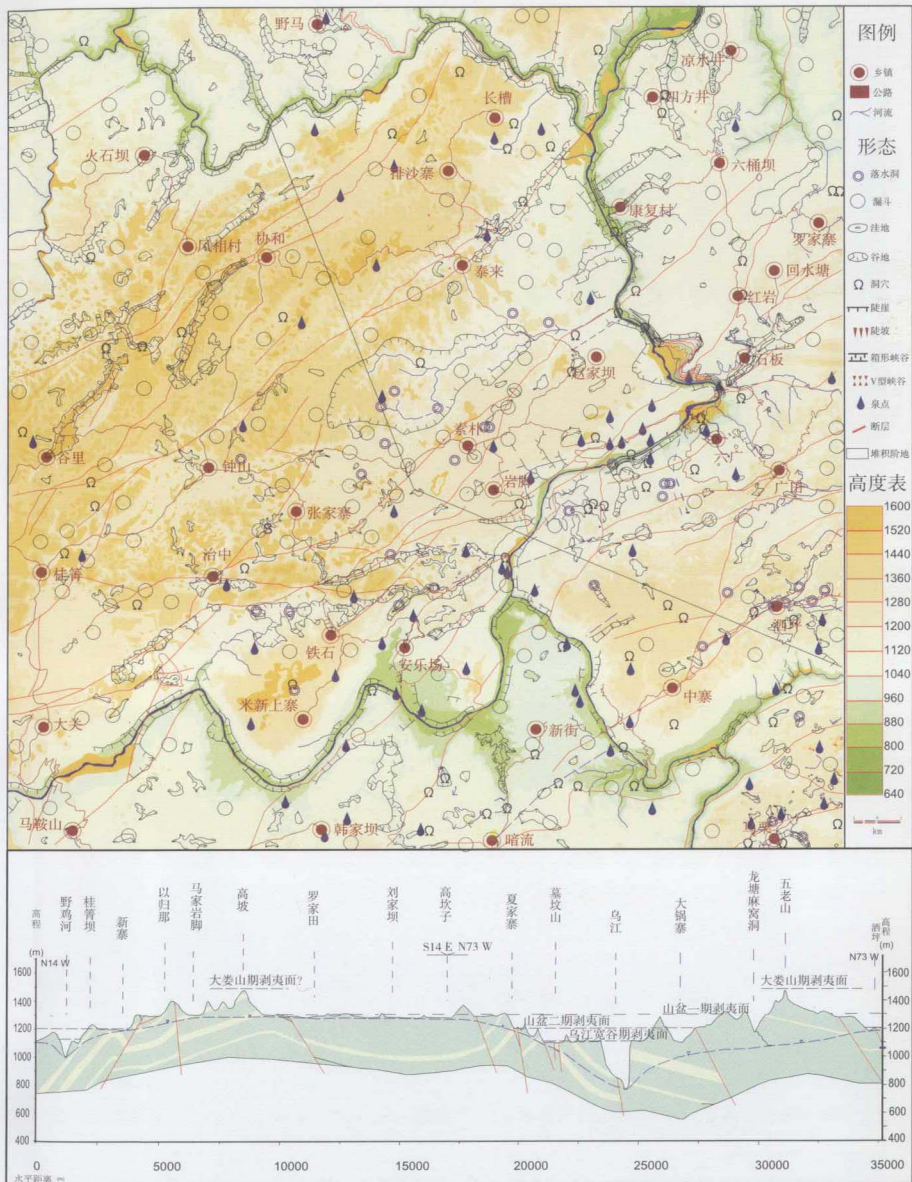 图例
乡镇
公路
河流
形态
落水洞
漏斗
洼地
谷地
洞穴
陡崖
陡坡
箱形峡谷
V型峡谷
泉点
断层
堆积阶地
高度表
1600
1520
1440
1360
1280
1200
1120
1040
960
880
800
720
640
km
野马
凉水井
四方井
长槽
火石坝
排沙寨
六桶坝
康复村
罗家寨
协和
泰来
回水塘
红岩
石板
赵家坝
素朴
谷里
钟山
岩脚
张家寨
治中
桂箐
铁石
安乐场
中寨
米新上寨
大关
新街
马鞍山
韩家坝
暗流
高程
(m)
N14 W
野鸡河
桂箐坝
新寨
以归那
马家岩脚
高坡
罗家田
刘家坝
高坎子
夏家寨
墓坟山
乌江
大锅寨
龙塘麻窝洞
五老山
酒坪
高程
(m)
S14 E N73 W
N73 W
大娄山期剥夷面?
大娄山期剥夷面
山盆一期剥夷面
山盆二期剥夷面
乌江宽谷期剥夷面
1600
1400
1200
1000
800
600
400
1600
1400
1200
1000
800
600
400
0 5000 10000 15000 20000 25000 30000 35000
水平距离 m